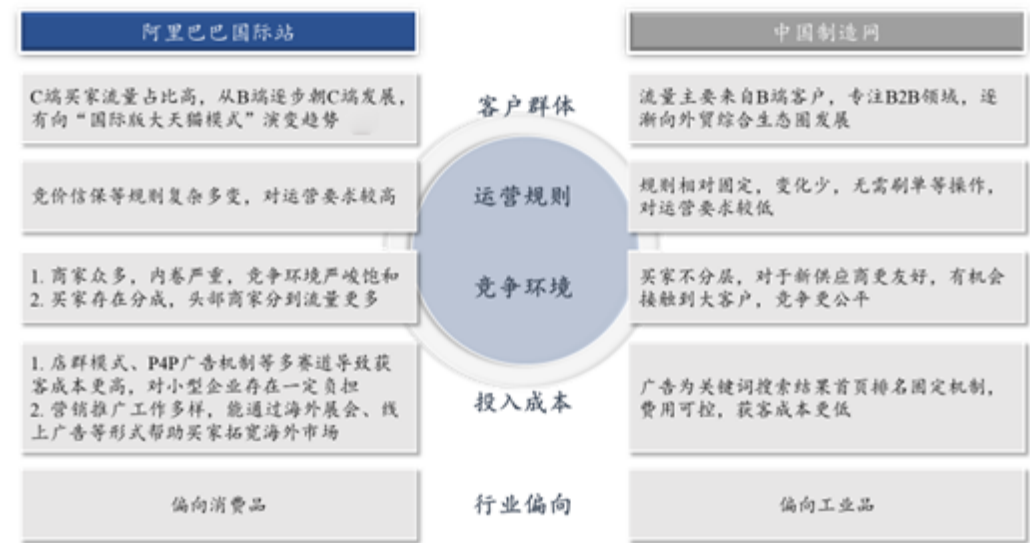 阿里巴巴国际站
中国制造网
C端买家流量占比高，从B端逐步朝C端发展，
有向“国际版大天猫模式”演变趋势
客户群体
流量主要来自B端客户，专注B2B领域，逐
渐向外贸综合生态圈发展
竞价信保等规则复杂多变，对运营要求较高
运营规则
规则相对固定，变化少，无需刷单等操作，
对运营要求较低
1. 商家众多，内卷严重，竞争环境严峻饱和
2. 买家存在分成，头部商家分到流量更多
竞争环境
买家不分层，对于新供应商更友好，有机会
接触到大客户，竞争更公平
1. 店群模式、P4P广告机制等多赛道导致获
客成本更高，对小型企业存在一定负担
2. 营销推广工作多样，能通过海外展会、线
上广告等形式帮助买家拓宽海外市场
投入成本
广告为关键词搜索结果首页排名固定机制，
费用可控，获客成本更低
偏向消费品
行业偏向
偏向工业品